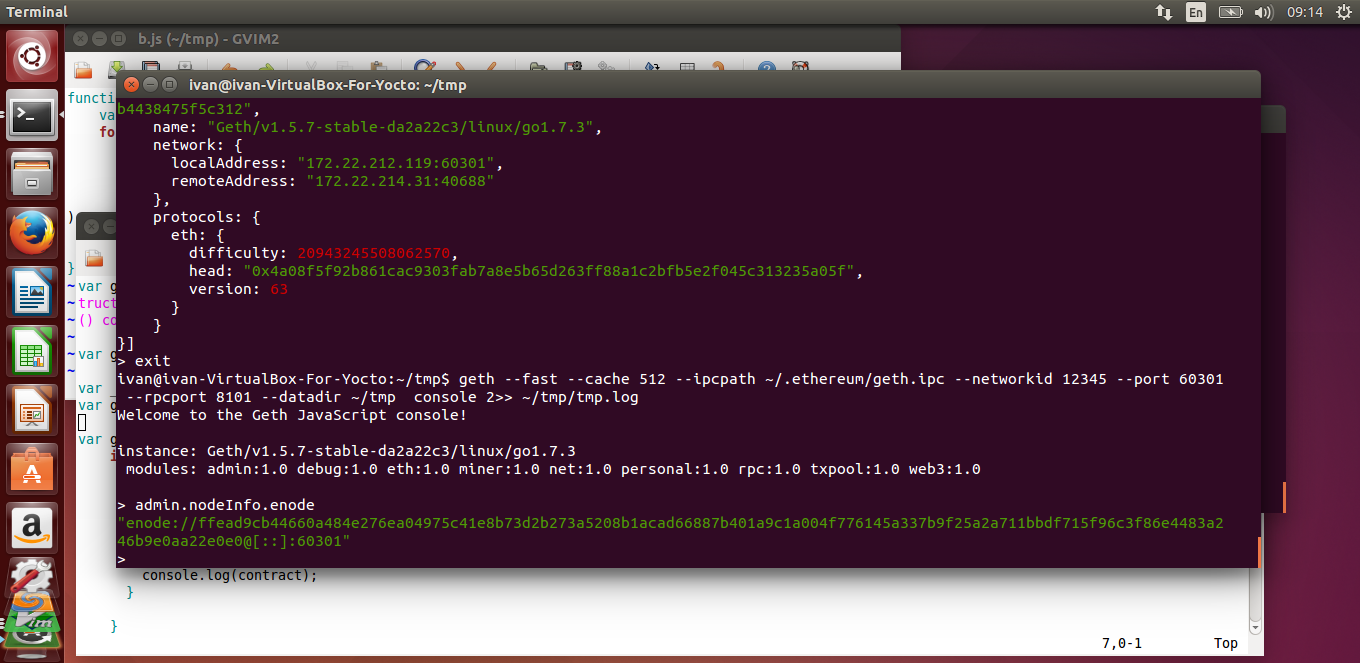 Terminal
En
09:14
b.js (~/tmp) - GVIM2
ivan@ivan-VirtualBox-For-Yocto: ~/tmp
functi
va
fo
)
}
~
~
~
~
~
~
var g
truct
() co
var g
var _
var g
var g
i
b4438475f5c312",
name: "Geth/v1.5.7-stable-da2a22c3/linux/go1.7.3",
network: {
localAddress: "172.22.212.119:60301",
remoteAddress: "172.22.214.31:40688"
},
protocols: {
eth: {
difficulty: 20943245508062570,
head: "0x4a08f5f92b861cac9303fab7a8e5b65d263ff88a1c2bfb5e2f045c313235a05f",
version: 63
}
}
}]
> exit
ivan@ivan-VirtualBox-For-Yocto:~/tmp$ geth --fast --cache 512 --ipcpath ~/.ethereum/geth.ipc --networkid 12345 --port 60301
--rpcport 8101 --datadir ~/tmp  console 2>> ~/tmp/tmp.log
Welcome to the Geth JavaScript console!
instance: Geth/v1.5.7-stable-da2a22c3/linux/go1.7.3
modules: admin:1.0 debug:1.0 eth:1.0 miner:1.0 net:1.0 personal:1.0 rpc:1.0 txpool:1.0 web3:1.0
> admin.nodeInfo.enode
"enode://ffead9cb44660a484e276ea04975c41e8b73d2b273a5208b1acad66887b401a9c1a004f776145a337b9f25a2a711bbdf715f96c3f86e4483a2
46b9e0aa22e0e0@[::]:60301"
>
console.log(contract);
}
}
7,0-1
Top